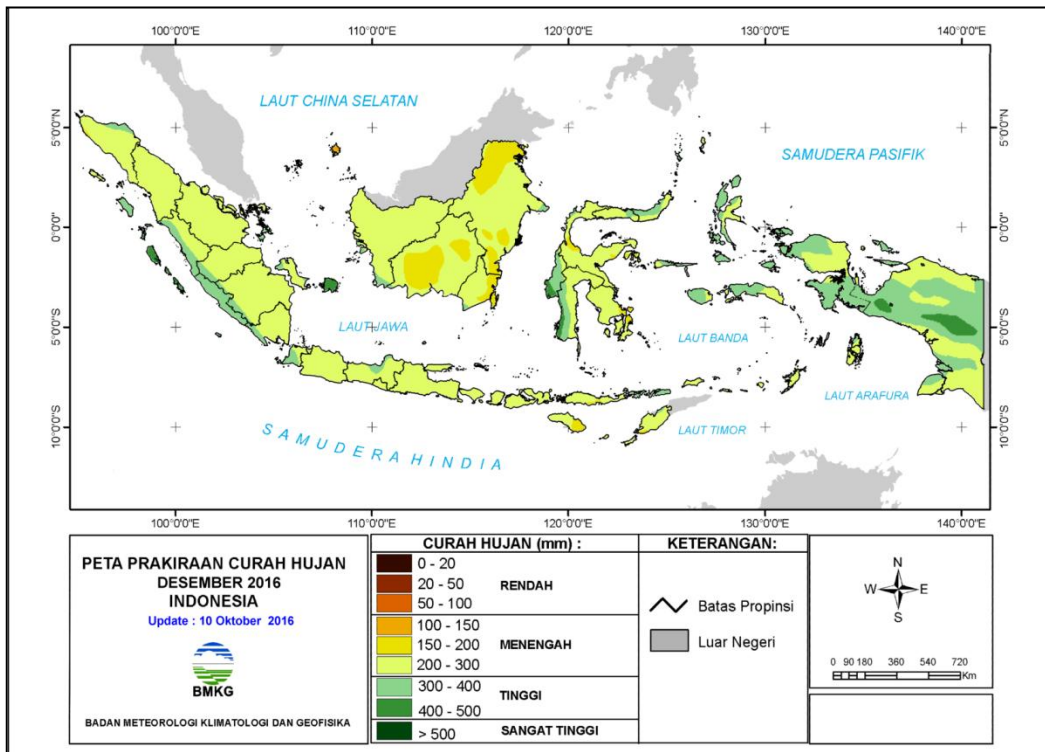 100°0'0"E 110°0'0"E 120°0'0"E 130°0'0"E 140°0'0"E
LAUT CHINA SELATAN
5°0'0"N 5°0'0"N
SAMUDERA PASIFIK
0°0'0" 0°0'0"
LAUT JAWA
LAUT BANDA
5°0'0"S 5°0'0"S
LAUT ARAFURA
LAUT TIMOR
10°0'0"S 10°0'0"S
SAMUDERA HINDIA
100°0'0"E 110°0'0"E 120°0'0"E 130°0'0"E 140°0'0"E
PETA PRAKIRAAN CURAH HUJAN
DESEMBER 2016
INDONESIA
Update : 10 Oktober 2016
BMKG
BADAN METEOROLOGI KLIMATOLOGI DAN GEOFISIKA
CURAH HUJAN (mm) :
0 - 20
20 - 50 RENDAH
50 - 100
100 - 150
150 - 200 MENENGAH
200 - 300
300 - 400 TINGGI
400 - 500
> 500 SANGAT TINGGI
KETERANGAN:
Batas Propinsi
Luar Negeri
N
W E
S
0 90 180 360 540 720
Km